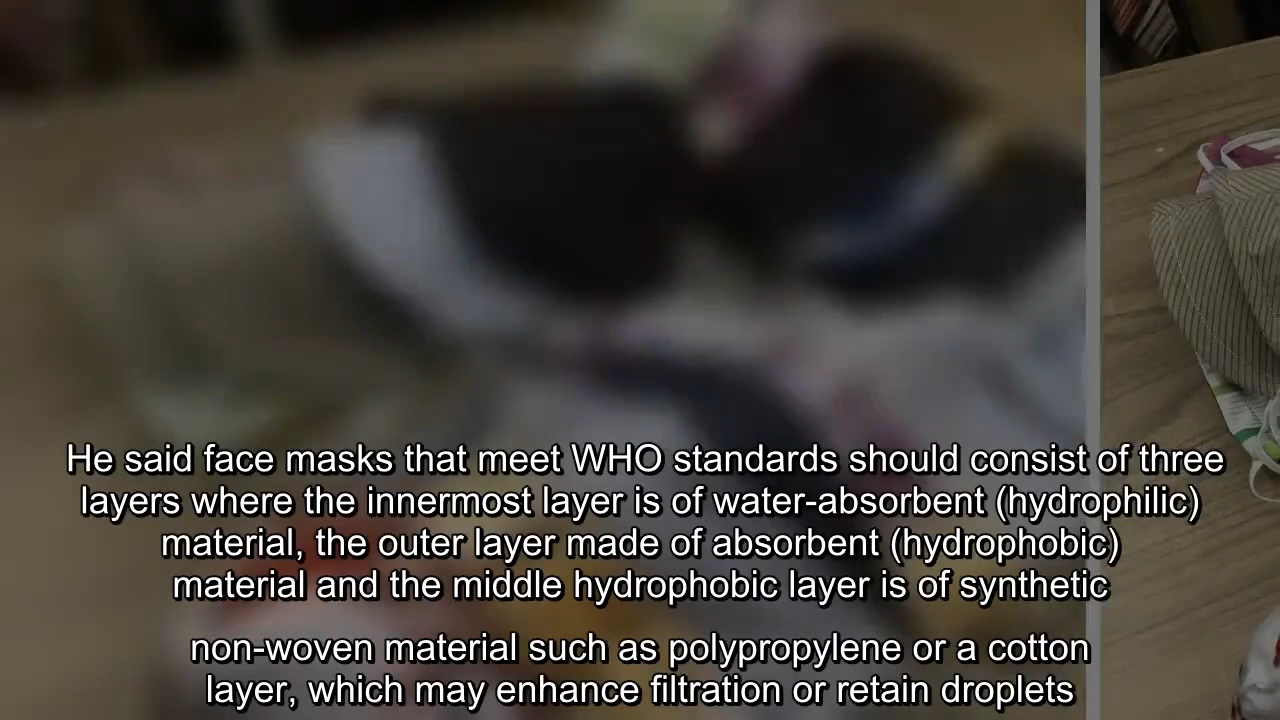 He said face masks that meet WHO standards should consist of three
layers where the innermost layer is of water-absorbent (hydrophilic)
material, the outer layer made of absorbent (hydrophobic)
material and the middle hydrophobic layer is of synthetic
non-woven material such as polypropylene or a cotton
layer, which may enhance filtration or retain droplets